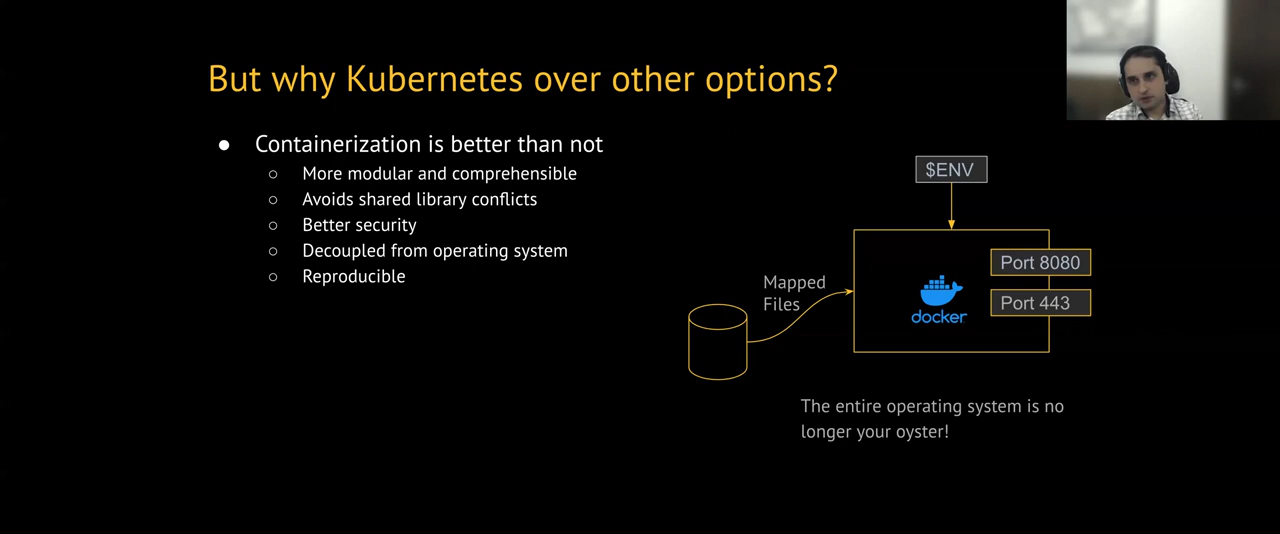 But why Kubernetes over other options?
● Containerization is better than not
○ More modular and comprehensible
○ Avoids shared library conflicts
○ Better security
○ Decoupled from operating system
○ Reproducible
$ENV
Port 8080
Port 443
docker
Mapped
Files
The entire operating system is no
longer your oyster!